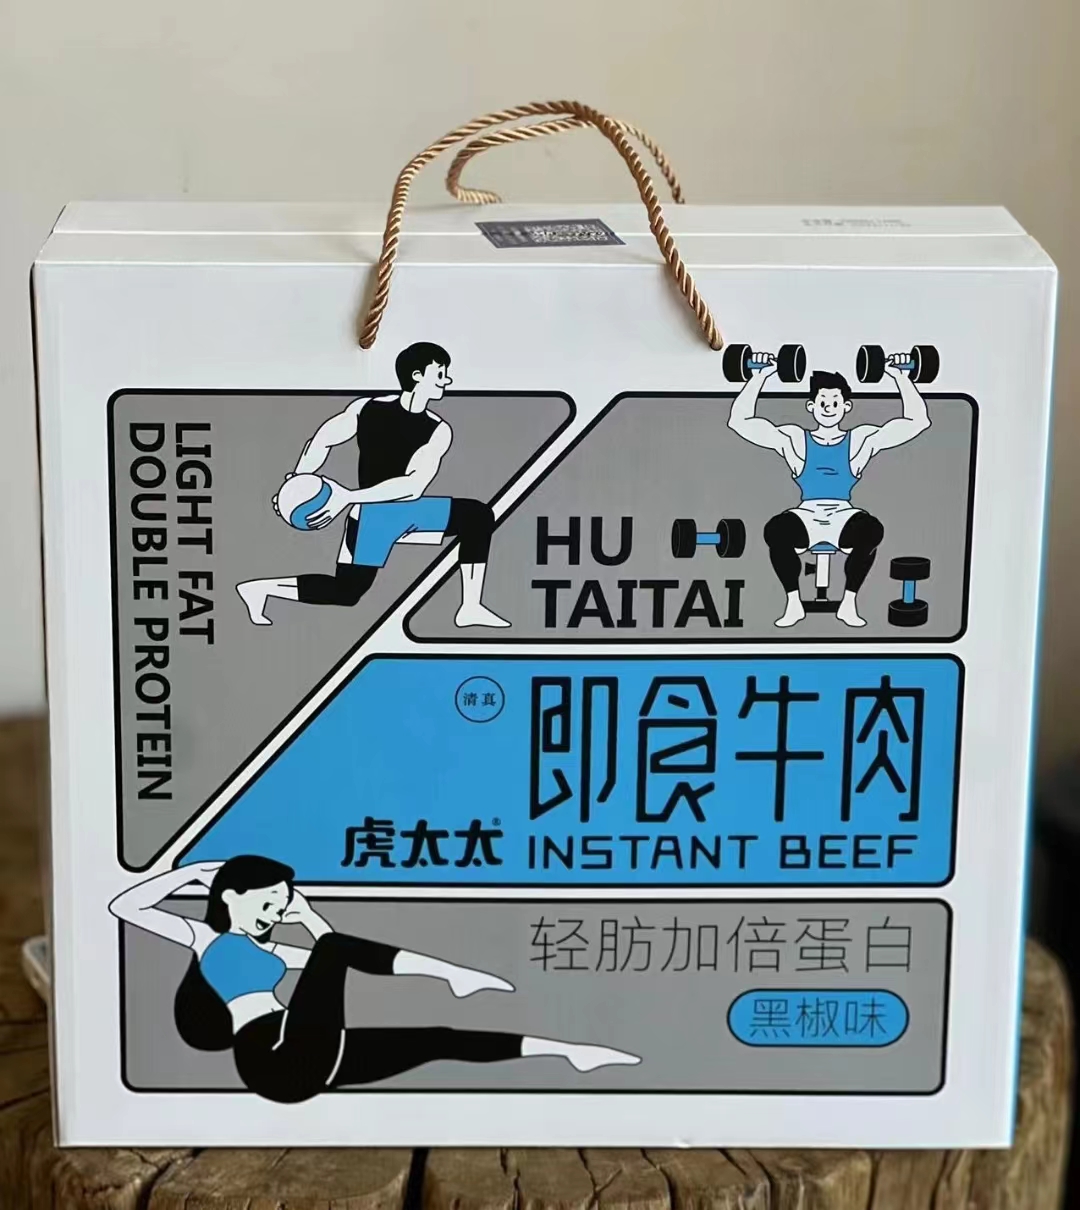 LIGHT FAT
DOUBLE PROTEIN
HU
TAITAI
清真
即食牛肉
虎太太®
INSTANT BEEF
轻肪加倍蛋白
黑椒味